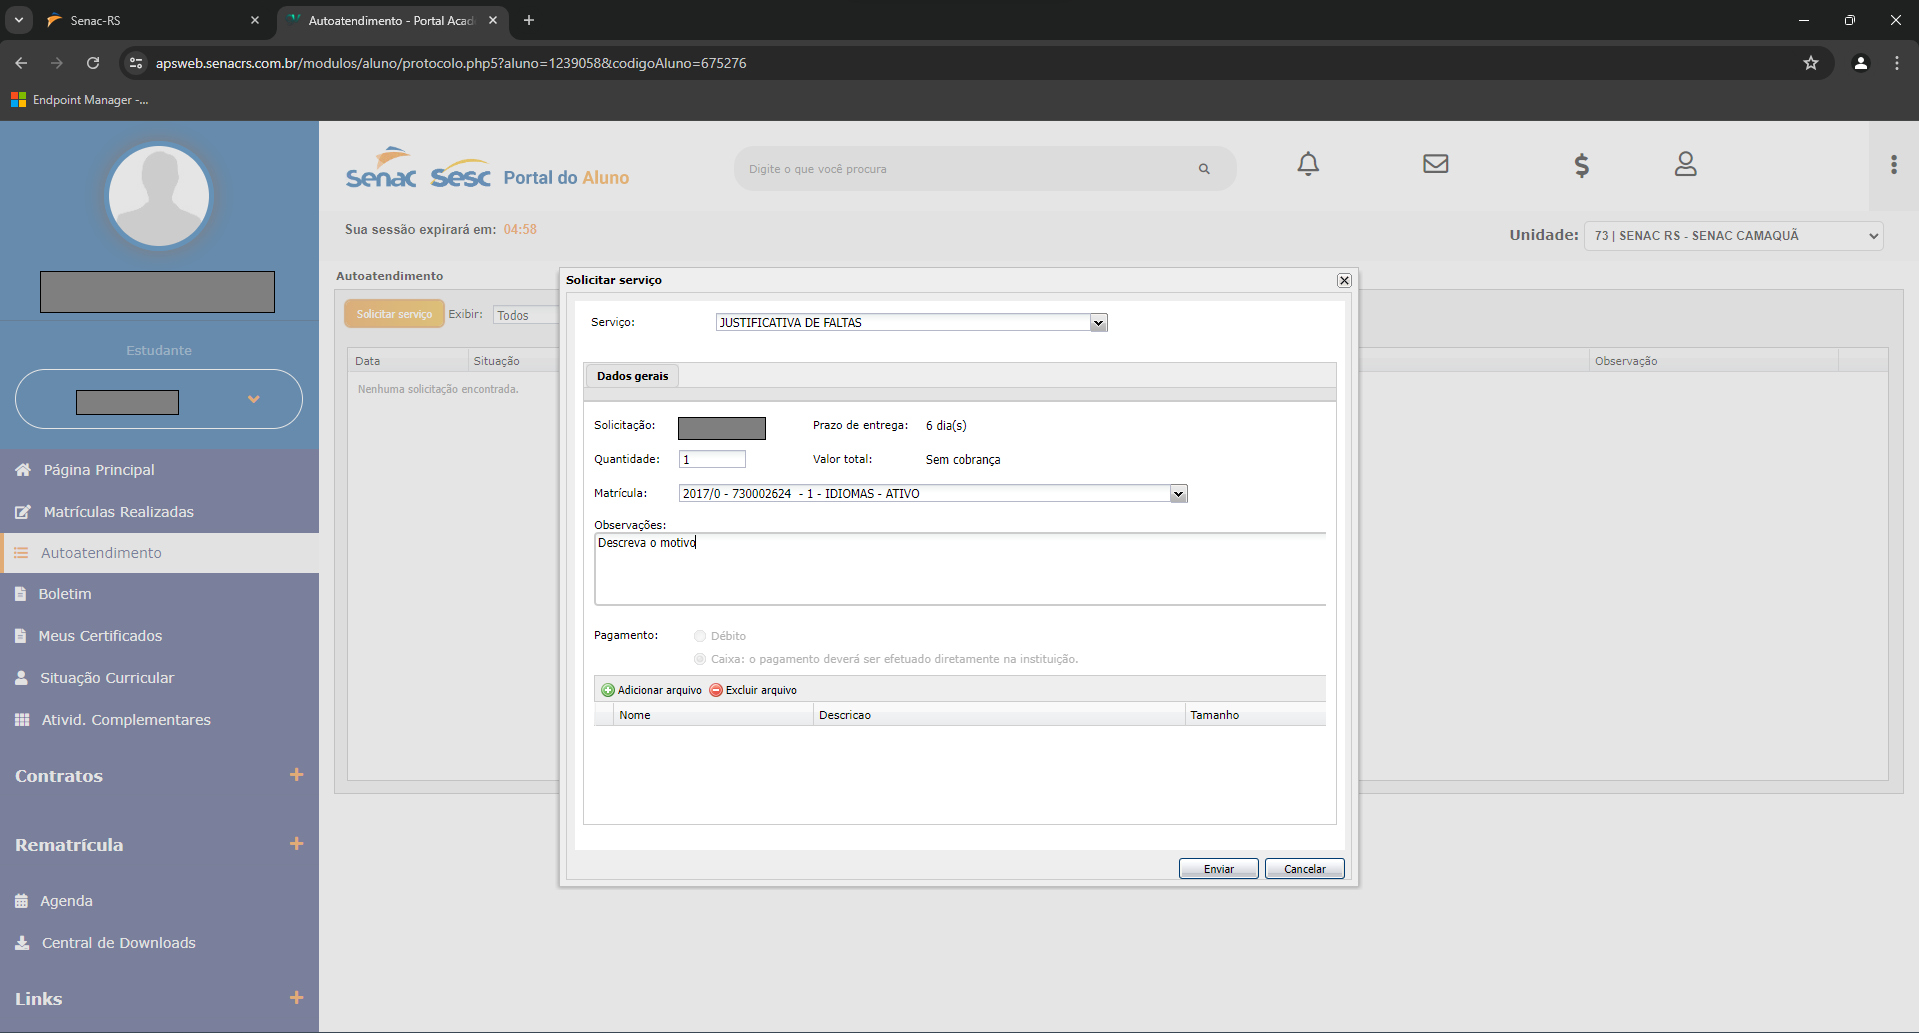 Senac-RS
Autoatendimento - Portal Acad
apsweb.senacrs.com.br/modulos/aluno/protocolo.php5?aluno=1239058&codigoAluno=675276
Endpoint Manager -...
Senac Sesc Portal do Aluno
Digite o que você procura
$
Sua sessão expirará em: 04:58
Unidade: 73 | SENAC RS - SENAC CAMAQUÃ
Estudante
Página Principal
Matrículas Realizadas
Autoatendimento
Boletim
Meus Certificados
Situação Curricular
Ativid. Complementares
Contratos +
Rematrícula +
Agenda
Central de Downloads
Links +
Autoatendimento
Solicitar serviço Exibir: Todos
Data Situação Observação
Nenhuma solicitação encontrada.
Solicitar serviço
Serviço: JUSTIFICATIVA DE FALTAS
Dados gerais
Solicitação: Prazo de entrega: 6 dia(s)
Quantidade: 1 Valor total: Sem cobrança
Matrícula: 2017/0 - 730002624 - 1 - IDIOMAS - ATIVO
Observações:
Descreva o motivo
Pagamento: Débito
Caixa: o pagamento deverá ser efetuado diretamente na instituição.
Adicionar arquivo Excluir arquivo
Nome Descricao Tamanho
Enviar Cancelar